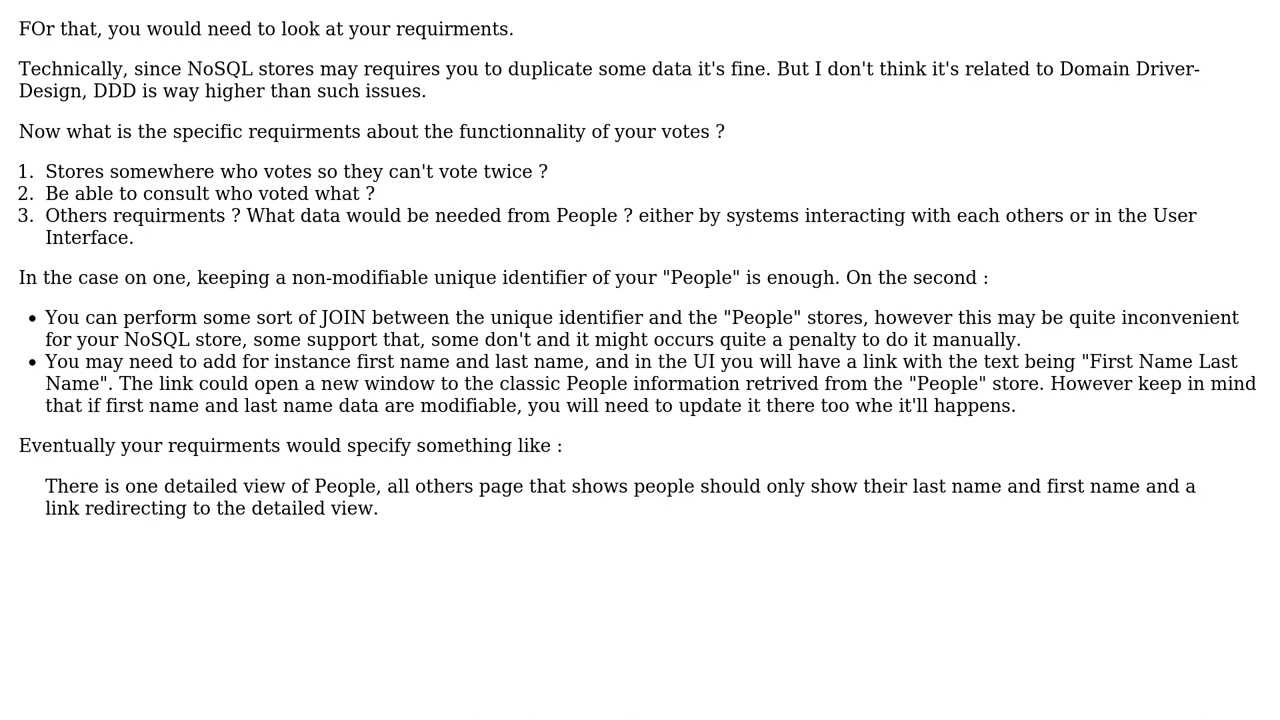 FOr that, you would need to look at your requirments.
Technically, since NoSQL stores may requires you to duplicate some data it's fine. But I don't think it's related to Domain Driver-
Design, DDD is way higher than such issues.
Now what is the specific requirments about the functionnality of your votes ?
1. Stores somewhere who votes so they can't vote twice ?
2. Be able to consult who voted what ?
3. Others requirments ? What data would be needed from People ? either by systems interacting with each others or in the User
Interface.
In the case on one, keeping a non-modifiable unique identifier of your "People" is enough. On the second :
• You can perform some sort of JOIN between the unique identifier and the "People" stores, however this may be quite inconvenient
for your NoSQL store, some support that, some don't and it might occurs quite a penalty to do it manually.
• You may need to add for instance first name and last name, and in the UI you will have a link with the text being "First Name Last
Name". The link could open a new window to the classic People information retrived from the "People" store. However keep in mind
that if first name and last name data are modifiable, you will need to update it there too whe it'll happens.
Eventually your requirments would specify something like :
There is one detailed view of People, all others page that shows people should only show their last name and first name and a
link redirecting to the detailed view.